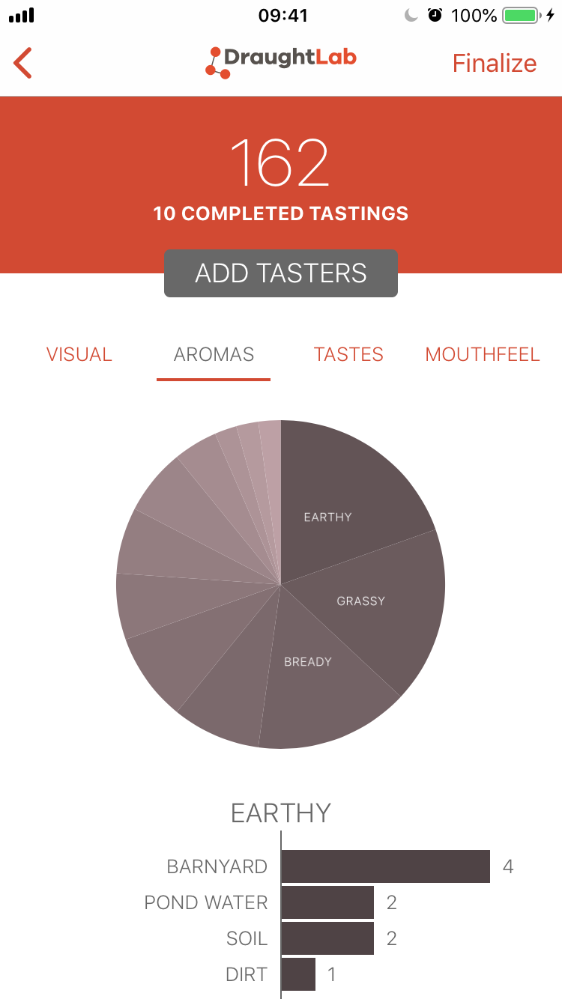 09:41
100%
DraughtLab
Finalize
162
10 COMPLETED TASTINGS
ADD TASTERS
VISUAL AROMAS TASTES MOUTHFEEL
EARTHY
GRASSY
BREADY
EARTHY
BARNYARD 4
POND WATER 2
SOIL 2
DIRT 1